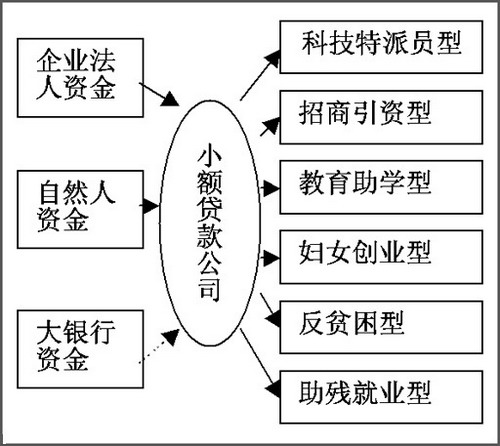 企业法
人资金
自然人
资金
大银行
资金
小额贷款公司
科技特派员型
招商引资型
教育助学型
妇女创业型
反贫困型
助残就业型